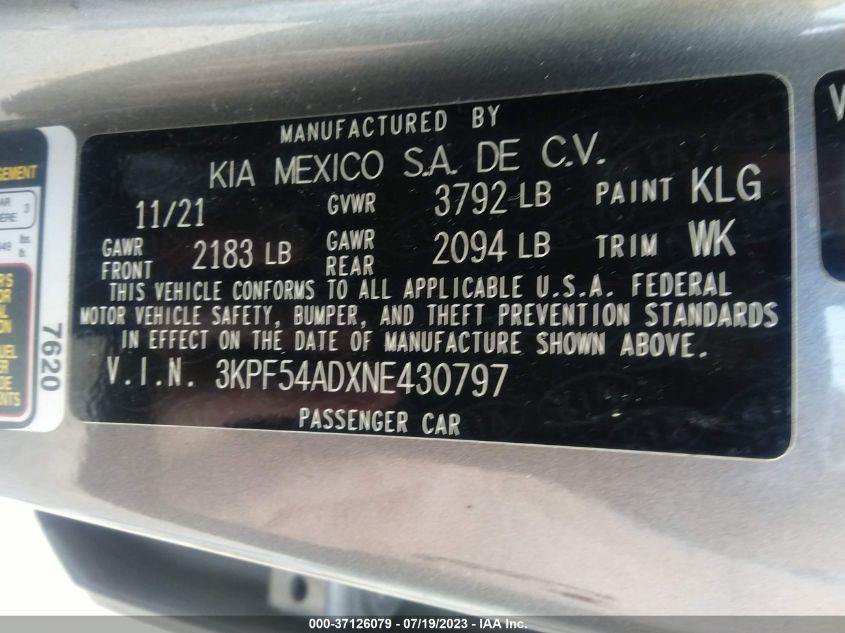 MANUFACTURED BY
KIA MEXICO S.A. DE C.V.
11/21 GVWR 3792 LB PAINT KLG
GAWR FRONT 2183 LB GAWR REAR 2094 LB TRIM WK
THIS VEHICLE CONFORMS TO ALL APPLICABLE U.S.A. FEDERAL
MOTOR VEHICLE SAFETY, BUMPER, AND THEFT PREVENTION STANDARDS
IN EFFECT ON THE DATE OF MANUFACTURE SHOWN ABOVE.
V.I.N. 3KPF54ADXNE430797
PASSENGER CAR
7620
3
lbs
lb.
V
000-37126079 - 07/19/2023 - IAA Inc.